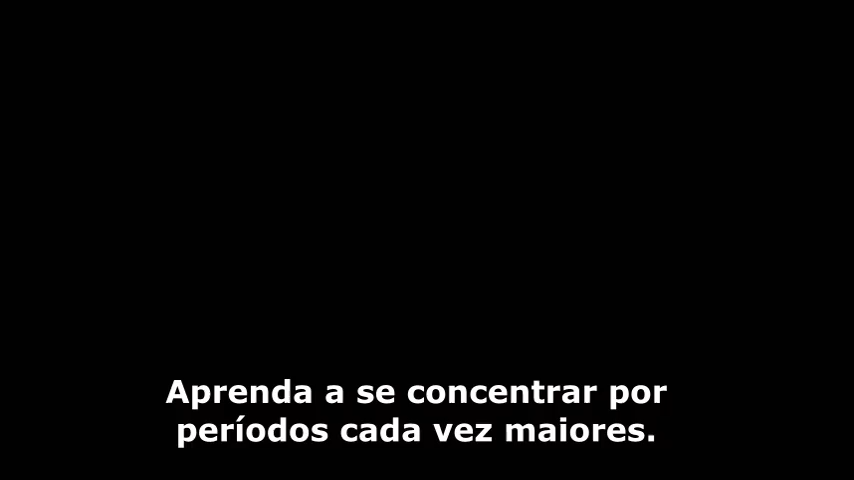 Aprenda a se concentrar por
períodos cada vez maiores.